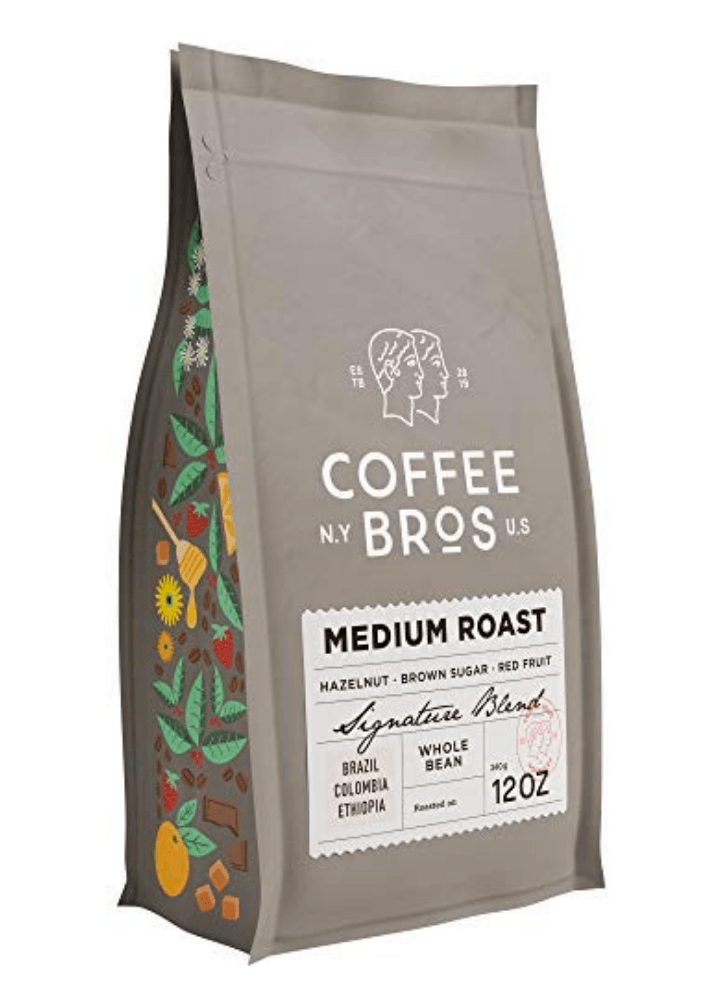 ES TB 20 19
COFFEE
N.Y BROS U.S
MEDIUM ROAST
HAZELNUT - BROWN SUGAR - RED FRUIT
Signature Blend
BRAZIL
COLOMBIA
ETHIOPIA
WHOLE
BEAN
Roasted on:
340g
12OZ